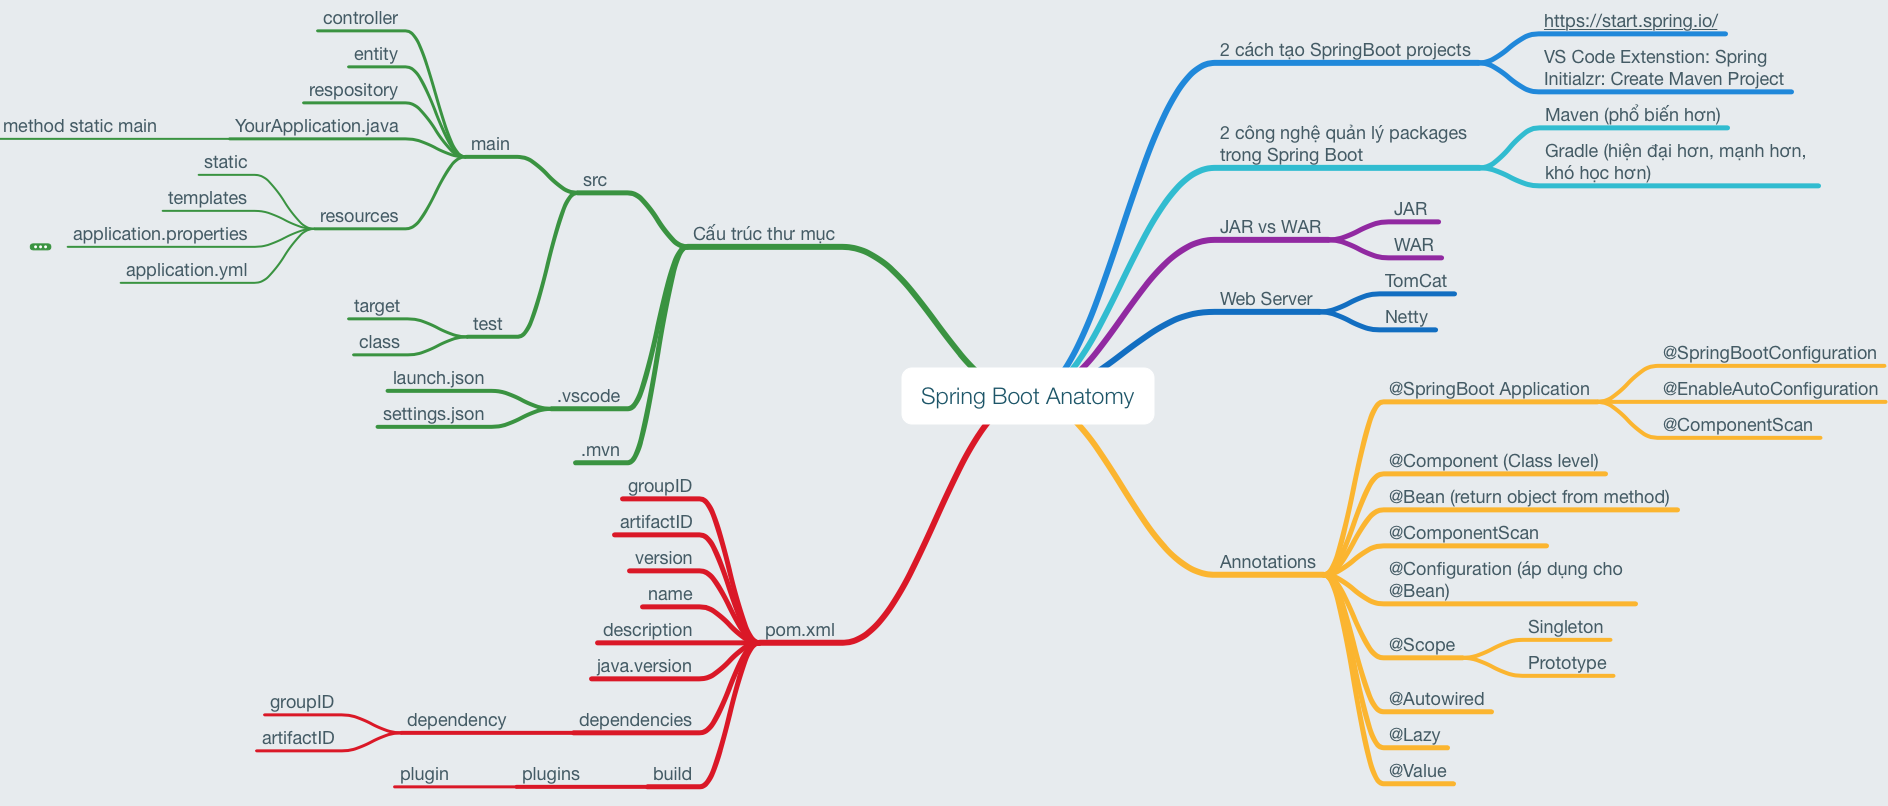 Spring Boot Anatomy
2 cách tạo SpringBoot projects
https://start.spring.io/
VS Code Extenstion: Spring
Initialzr: Create Maven Project
2 công nghệ quản lý packages
trong Spring Boot
Maven (phổ biến hơn)
Gradle (hiện đại hơn, mạnh hơn,
khó học hơn)
JAR vs WAR
JAR
WAR
Web Server
TomCat
Netty
Annotations
@SpringBoot Application
@SpringBootConfiguration
@EnableAutoConfiguration
@ComponentScan
@Component (Class level)
@Bean (return object from method)
@ComponentScan
@Configuration (áp dụng cho
@Bean)
@Scope
Singleton
Prototype
@Autowired
@Lazy
@Value
Cấu trúc thư mục
src
main
controller
entity
respository
YourApplication.java
method static main
resources
static
templates
application.properties
application.yml
test
target
class
.vscode
launch.json
settings.json
.mvn
pom.xml
groupID
artifactID
version
name
description
java.version
dependencies
dependency
groupID
artifactID
build
plugins
plugin